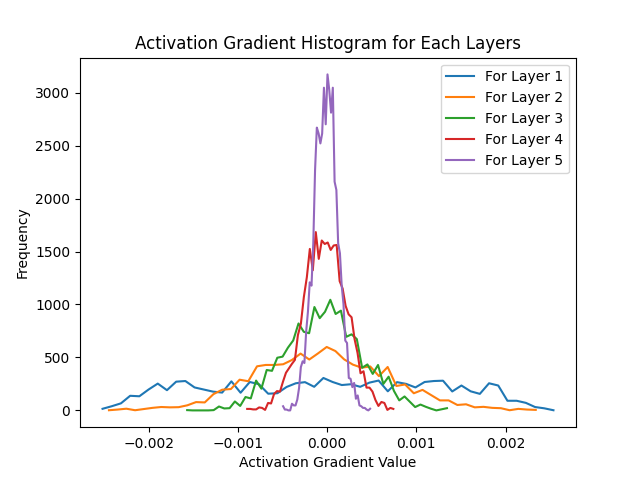 Activation Gradient Histogram for Each Layers
For Layer 1
For Layer 2
For Layer 3
For Layer 4
For Layer 5
Frequency
3000
2500
2000
1500
1000
500
0
−0.002 −0.001 0.000 0.001 0.002
Activation Gradient Value